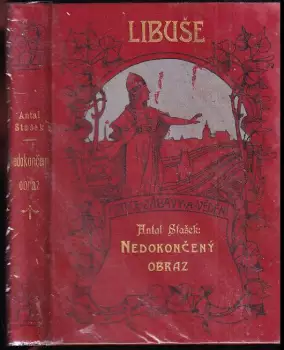 LIBUŠE
Antal Stašek:
NEDOKONČENÝ
OBRAZ
Antal
Stašek
Nedokončený
obraz